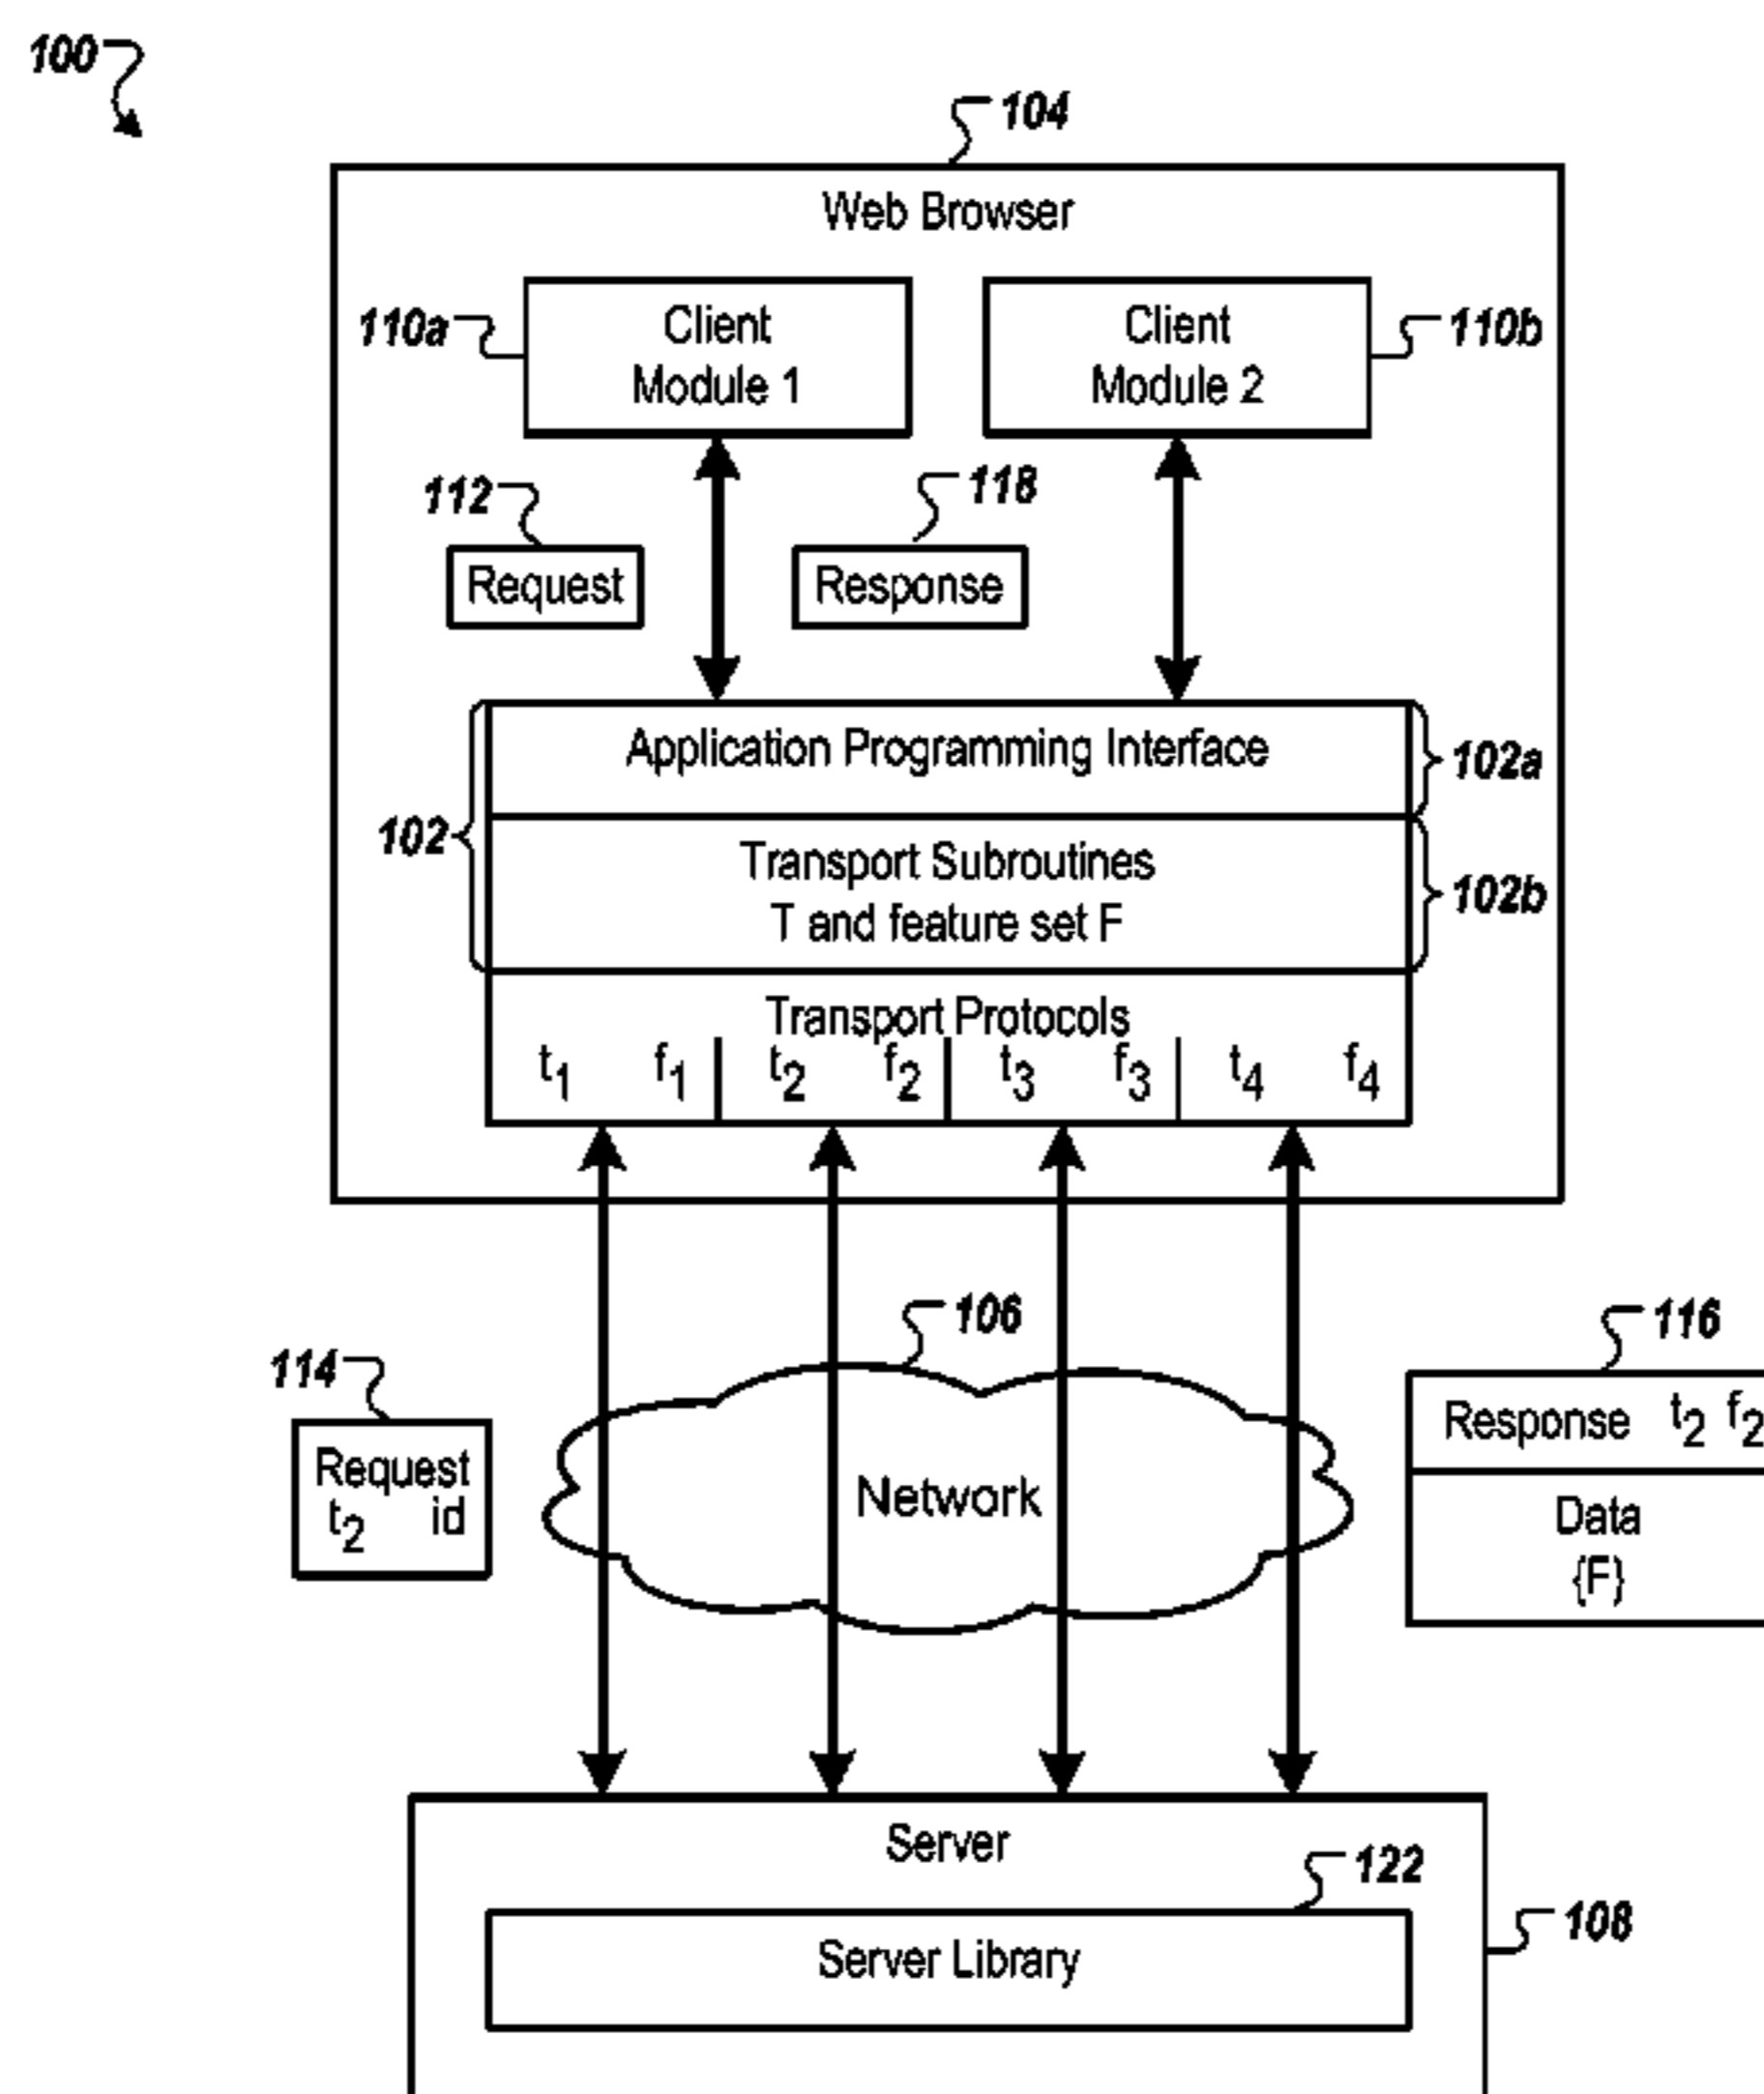 100
104
Web Browser
110a
Client
Module 1
Client
Module 2
110b
112
118
Request
Response
Application Programming Interface
102a
102
Transport Subroutines
T and feature set F
102b
Transport Protocols
t1 f1 t2 f2 t3 f3 t4 f4
106
116
114
Response t2 f2
Request
t2 id
Network
Data
{F}
Server
122
108
Server Library